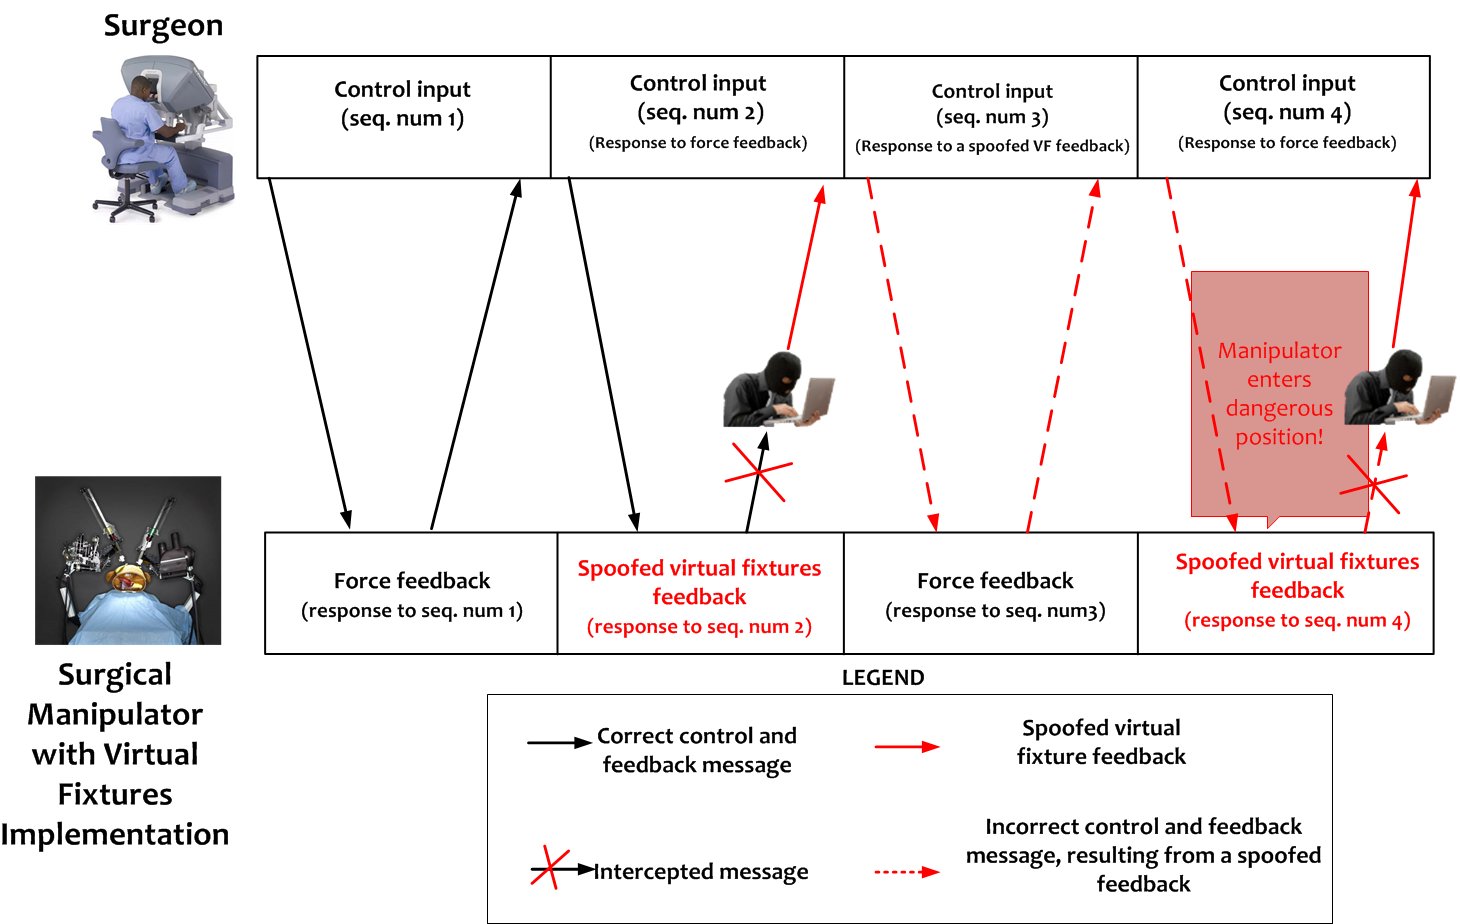 Surgeon
Control input
(seq. num 1)
Control input
(seq. num 2)
(Response to force feedback)
Control input
(seq. num 3)
(Response to a spoofed VF feedback)
Control input
(seq. num 4)
(Response to force feedback)
Manipulator
enters
dangerous
position!
Force feedback
(response to seq. num 1)
Spoofed virtual fixtures
feedback
(response to seq. num 2)
Force feedback
(response to seq. num3)
Spoofed virtual fixtures
feedback
(response to seq. num 4)
Surgical
Manipulator
with Virtual
Fixtures
Implementation
LEGEND
Correct control and
feedback message
Spoofed virtual
fixture feedback
Intercepted message
Incorrect control and feedback
message, resulting from a spoofed
feedback